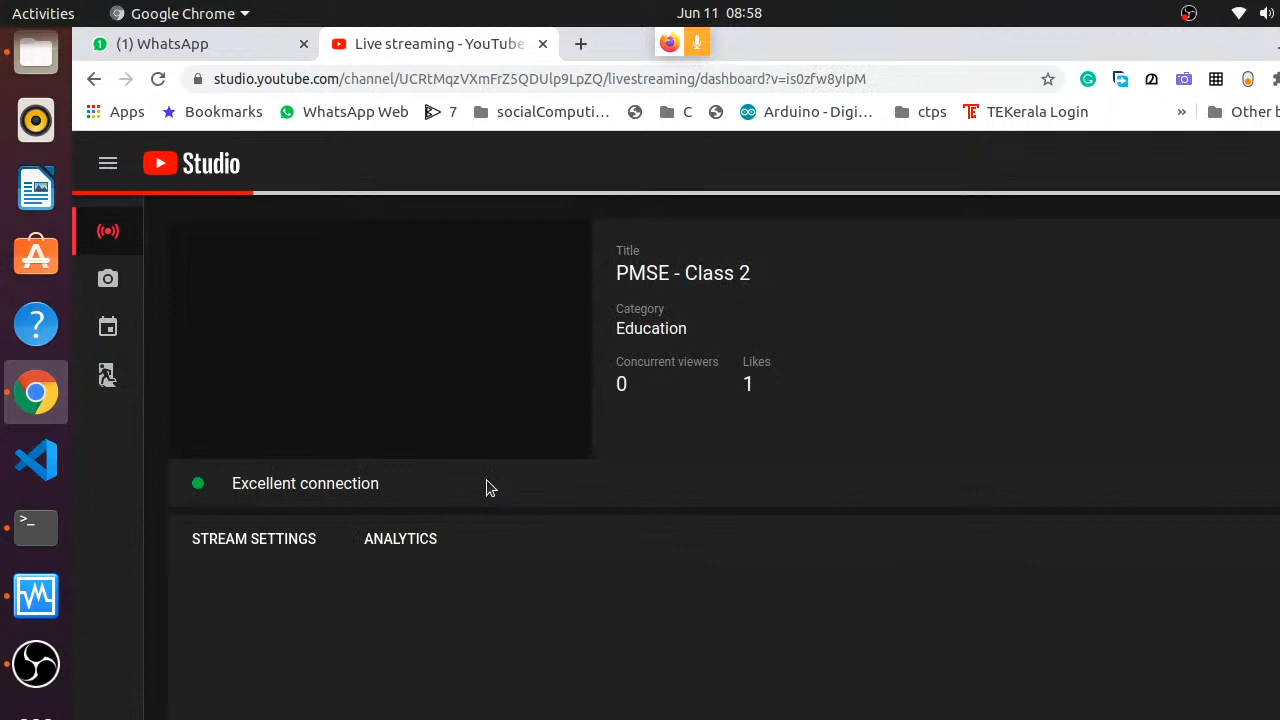 Activities
Google Chrome
Jun 11 08:58
(1) WhatsApp
Live streaming - YouTube
studio.youtube.com/channel/UCRtMqzVXmFrZ5QDUlp9LpZQ/livestreaming/dashboard?v=is0zfw8yIpM
Apps
Bookmarks
WhatsApp Web
7
socialComputi...
C
Arduino - Digi...
ctps
TEKerala Login
»
Other b
Studio
Title
PMSE - Class 2
Category
Education
Concurrent viewers
Likes
0
1
Excellent connection
STREAM SETTINGS
ANALYTICS